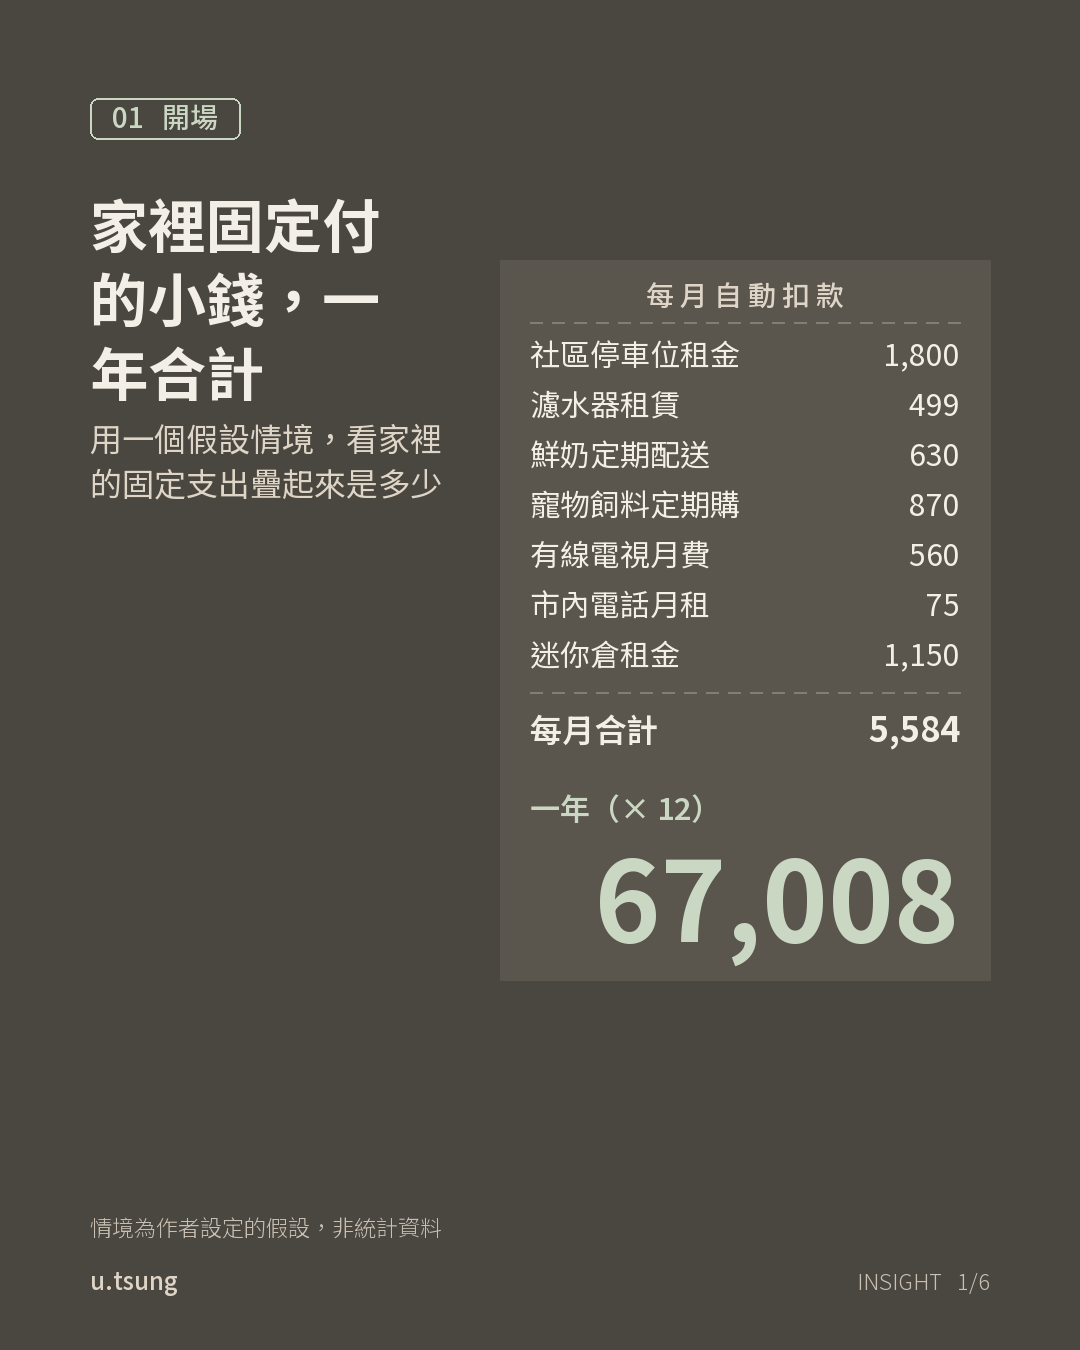 01 開場
家裡固定付
的小錢，一
年合計
用一個假設情境，看家裡
的固定支出疊起來是多少
每月自動扣款
社區停車位租金 1,800
濾水器租賃 499
鮮奶定期配送 630
寵物飼料定期購 870
有線電視月費 560
市內電話月租 75
迷你倉租金 1,150
每月合計 5,584
一年（× 12）
67,008
情境為作者設定的假設，非統計資料
u.tsung
INSIGHT 1/6